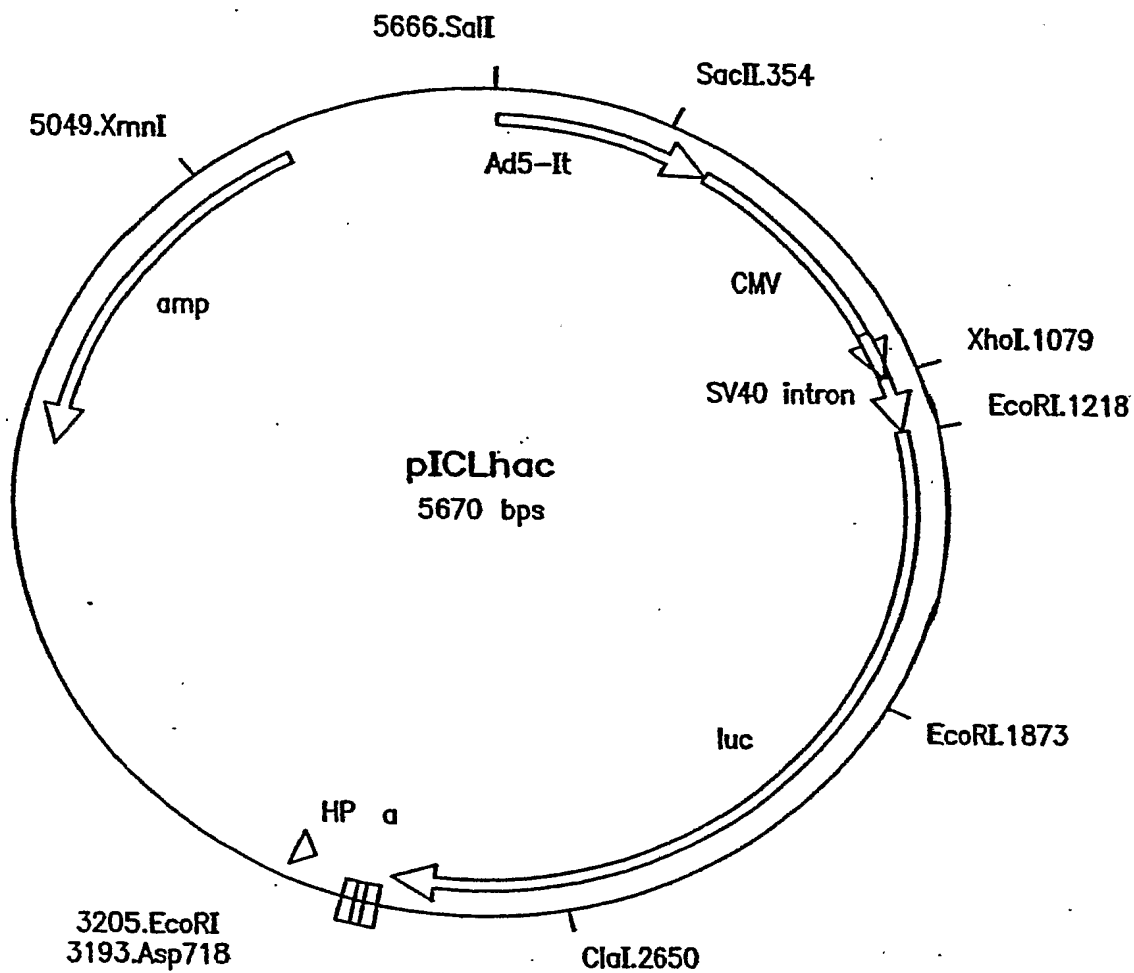 5666.SalI
SacII.354
5049.XmnI
Ad5-It
CMV
amp
XhoI.1079
SV40 intron
EcoRI.1218
pICLhac
5670 bps
luc
EcoRI.1873
HP a
3205.EcoRI
3193.Asp718
ClaI.2650